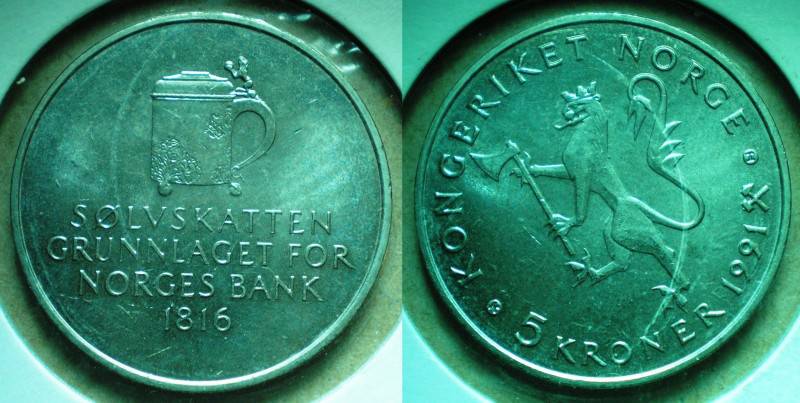 SØLVSKATTEN
GRUNNLAGET FOR
NORGES BANK
1816
KONGERIKET NORGE
5 KRONER 1991